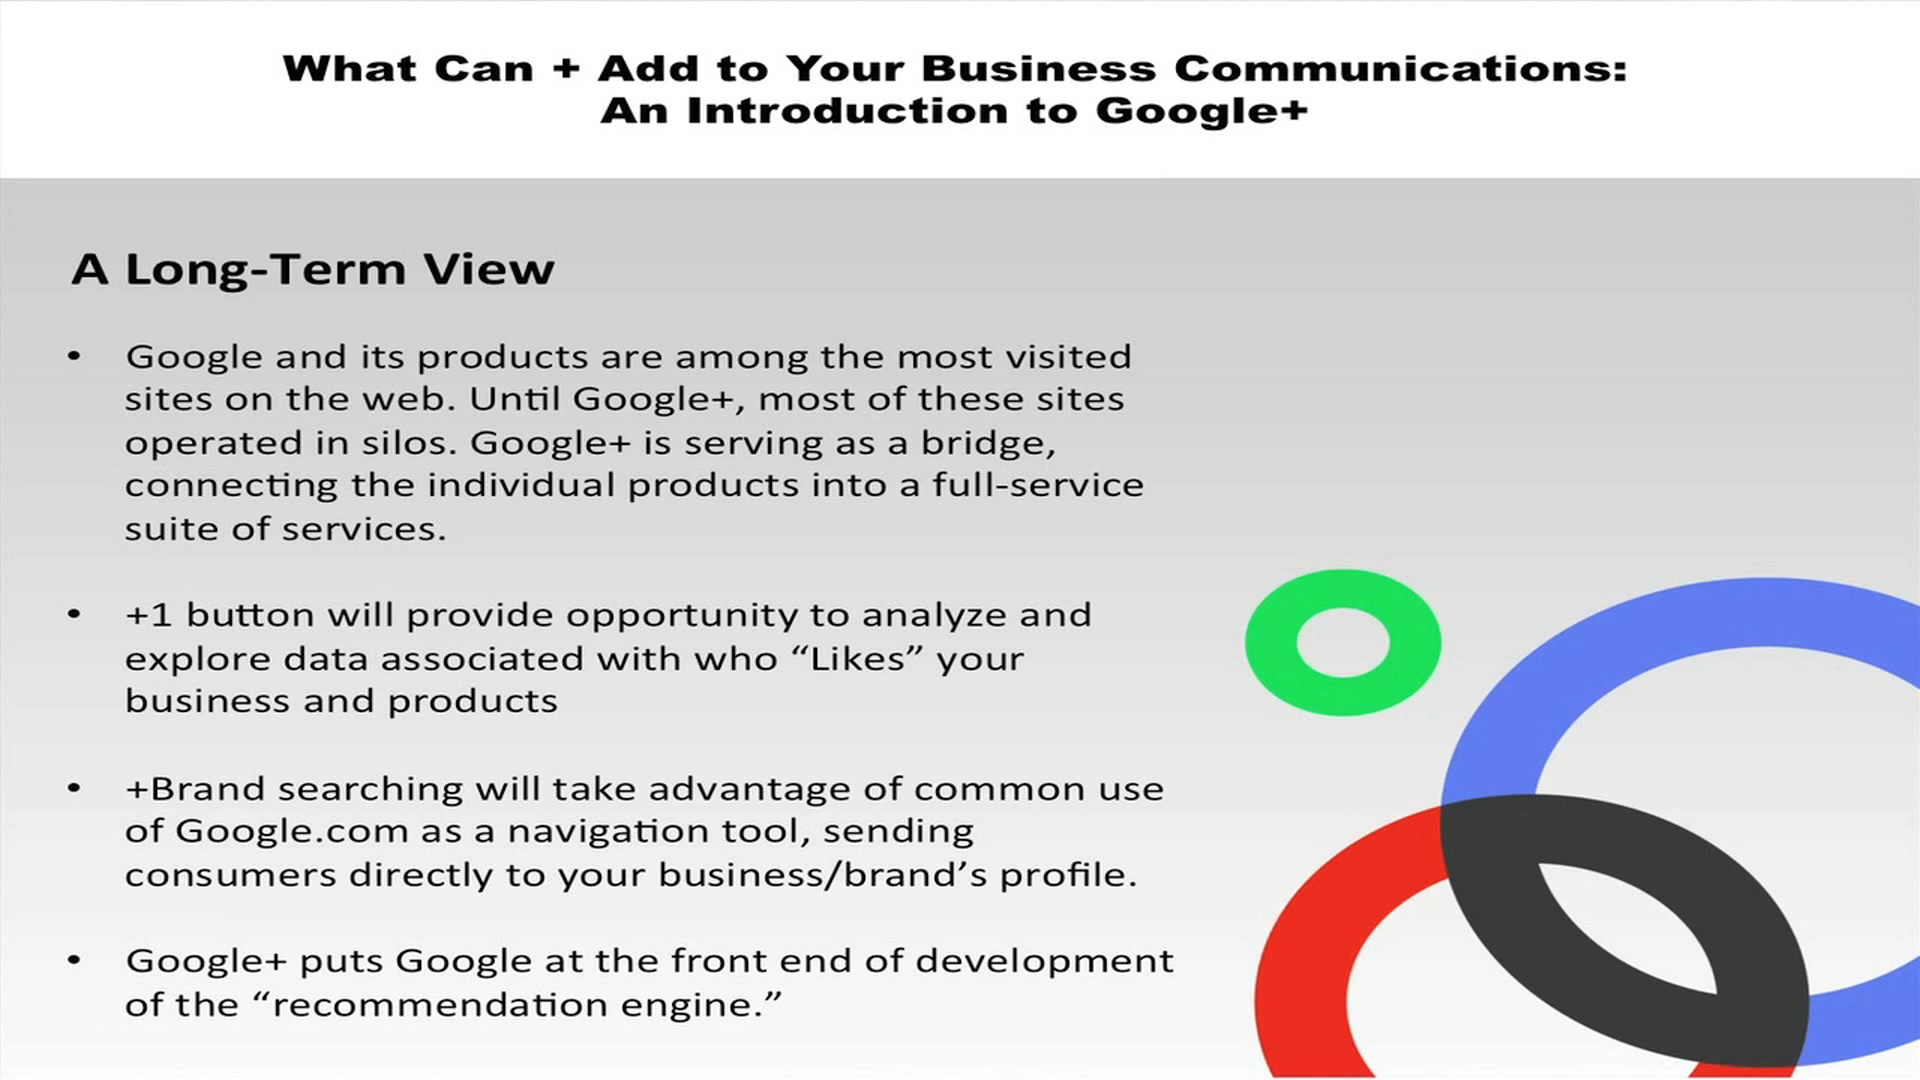 What Can + Add to Your Business Communications:
An Introduction to Google+
A Long-Term View
• Google and its products are among the most visited
sites on the web. Until Google+, most of these sites
operated in silos. Google+ is serving as a bridge,
connecting the individual products into a full-service
suite of services.
• +1 button will provide opportunity to analyze and
explore data associated with who “Likes” your
business and products
• +Brand searching will take advantage of common use
of Google.com as a navigation tool, sending
consumers directly to your business/brand’s profile.
• Google+ puts Google at the front end of development
of the “recommendation engine.”